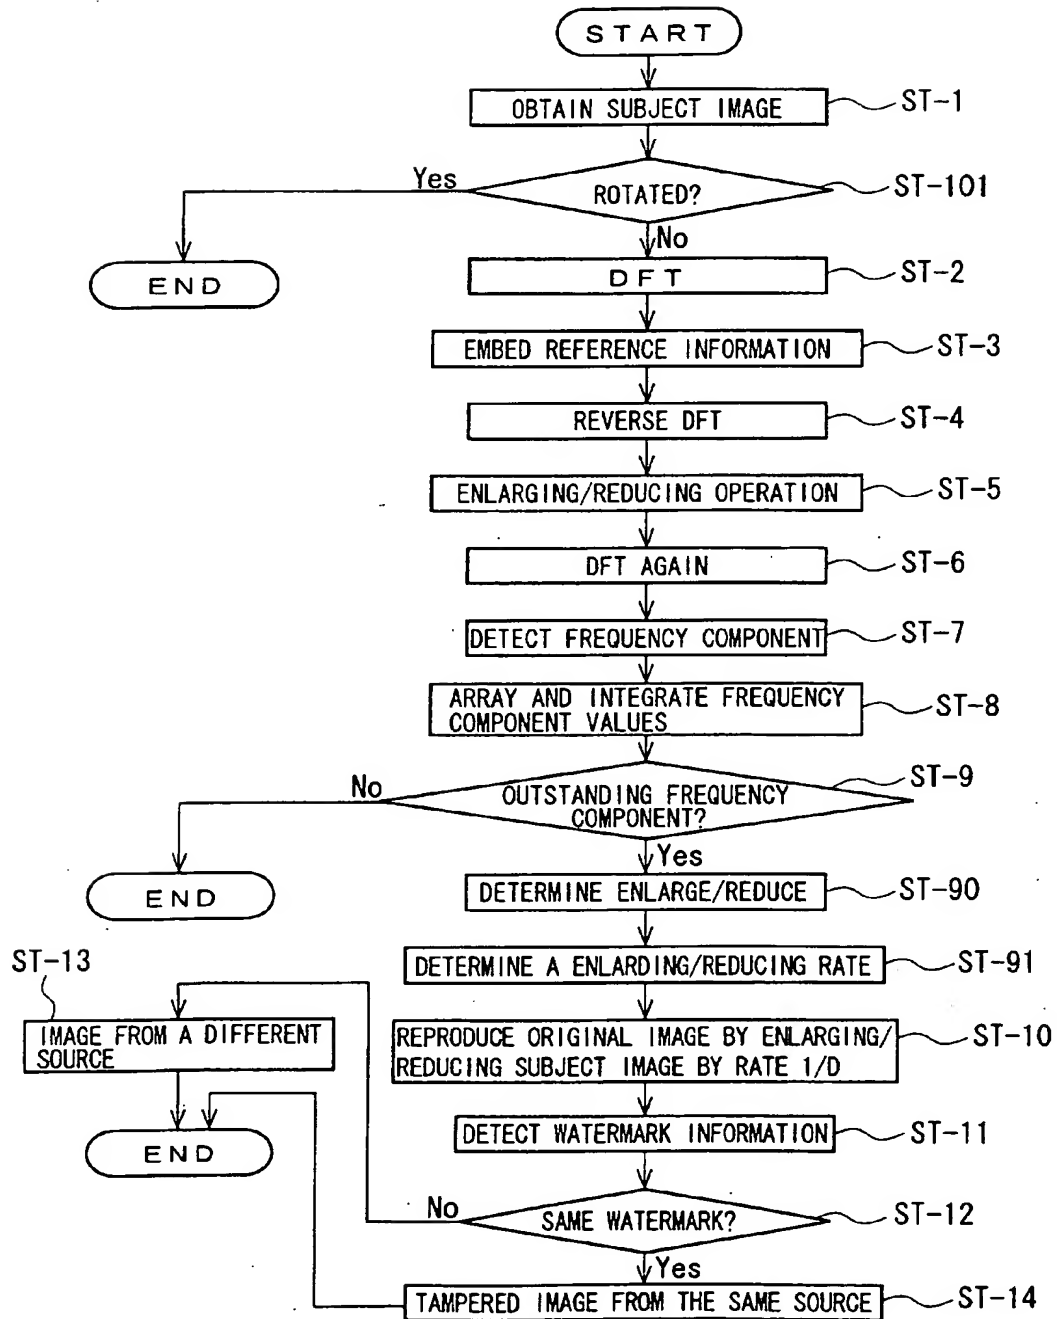 START
OBTAIN SUBJECT IMAGE
ST-1
Yes
ROTATED?
ST-101
No
END
DFT
ST-2
EMBED REFERENCE INFORMATION
ST-3
REVERSE DFT
ST-4
ENLARGING/REDUCING OPERATION
ST-5
DFT AGAIN
ST-6
DETECT FREQUENCY COMPONENT
ST-7
ARRAY AND INTEGRATE FREQUENCY
COMPONENT VALUES
ST-8
No
OUTSTANDING FREQUENCY
COMPONENT?
ST-9
Yes
END
DETERMINE ENLARGE/REDUCE
ST-90
ST-13
DETERMINE A ENLARDING/REDUCING RATE
ST-91
IMAGE FROM A DIFFERENT
SOURCE
REPRODUCE ORIGINAL IMAGE BY ENLARGING/
REDUCING SUBJECT IMAGE BY RATE 1/D
ST-10
END
DETECT WATERMARK INFORMATION
ST-11
No
SAME WATERMARK?
ST-12
Yes
TAMPERED IMAGE FROM THE SAME SOURCE
ST-14